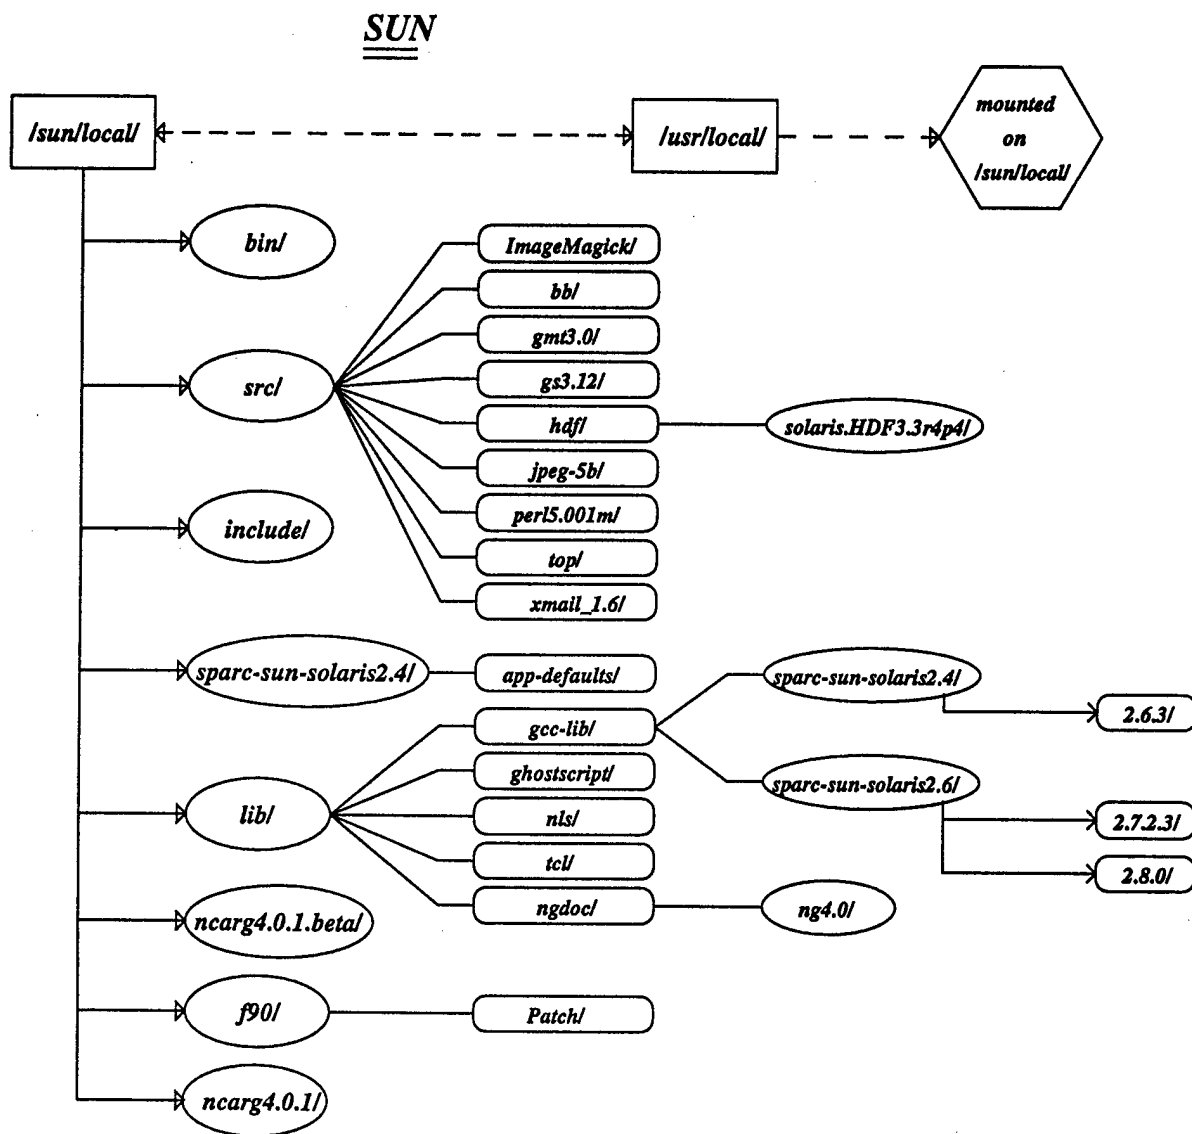 SUN
/sun/local/
/usr/local/
mounted
on
/sun/local/
bin/
ImageMagick/
bb/
gmt3.0/
src/
gs3.12/
hdf/
solaris.HDF3.3r4p4/
jpeg-5b/
perl5.001m/
include/
top/
xmail_1.6/
sparc-sun-solaris2.4/
app-defaults/
sparc-sun-solaris2.4/
2.6.3/
gcc-lib/
ghostscript/
sparc-sun-solaris2.6/
lib/
nls/
2.7.2.3/
tcl/
2.8.0/
ngdoc/
ng4.0/
ncarg4.0.1.beta/
f90/
Patch/
ncarg4.0.1/